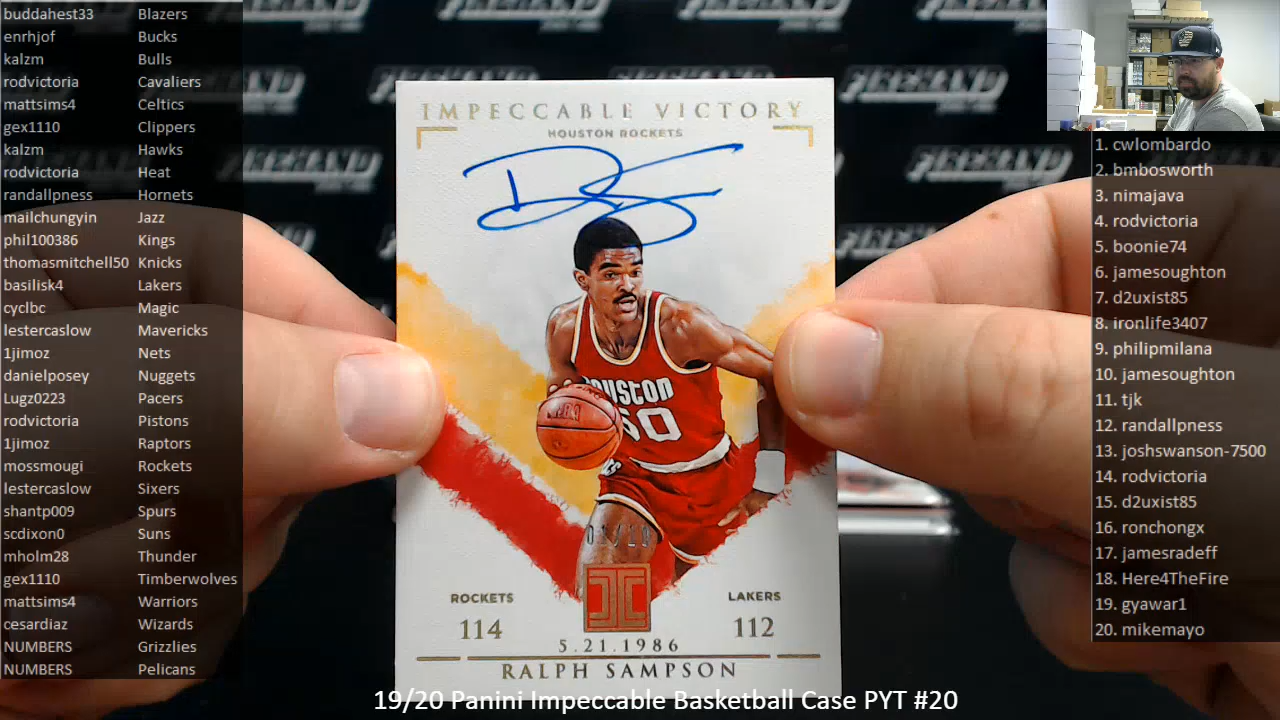 buddahest33 Blazers
enrhjof Bucks
kalzm Bulls
rodvictoria Cavaliers
mattsims4 Celtics
gex1110 Clippers
kalzm Hawks
rodvictoria Heat
randallpness Hornets
mailchungyin Jazz
phil100386 Kings
thomasmitchell50 Knicks
basilisk4 Lakers
cyclbc Magic
lestercaslow Mavericks
1jimoz Nets
danielposey Nuggets
Lugz0223 Pacers
rodvictoria Pistons
1jimoz Raptors
mossmougi Rockets
lestercaslow Sixers
shantp009 Spurs
scdixon0 Suns
mholm28 Thunder
gex1110 Timberwolves
mattsims4 Warriors
cesardiaz Wizards
NUMBERS Grizzlies
NUMBERS Pelicans
IMPECCABLE VICTORY
HOUSTON ROCKETS
50
ROCKETS
114
LAKERS
112
5.21.1986
RALPH SAMPSON
1. cwlombardo
2. bmbosworth
3. nimajava
4. rodvictoria
5. boonie74
6. jamesoughton
7. d2uxist85
8. ironlife3407
9. philipmilana
10. jamesoughton
11. tjk
12. randallpness
13. joshswanson-7500
14. rodvictoria
15. d2uxist85
16. ronchongx
17. jamesradeff
18. Here4TheFire
19. gyawar1
20. mikemayo
19/20 Panini Impeccable Basketball Case PYT #20